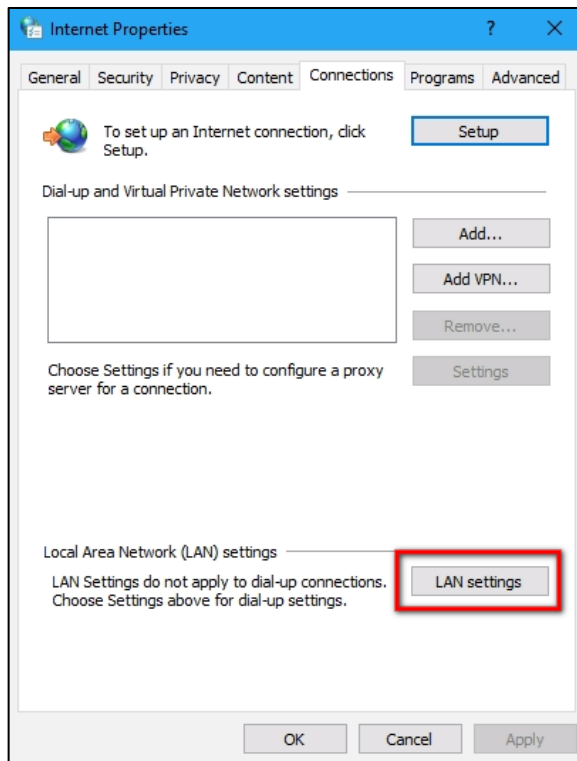 Internet Properties
?
General Security Privacy Content Connections Programs Advanced
To set up an Internet connection, click
Setup.
Setup
Dial-up and Virtual Private Network settings
Add...
Add VPN...
Remove...
Choose Settings if you need to configure a proxy
server for a connection.
Settings
Local Area Network (LAN) settings
LAN Settings do not apply to dial-up connections.
Choose Settings above for dial-up settings.
LAN settings
OK Cancel Apply